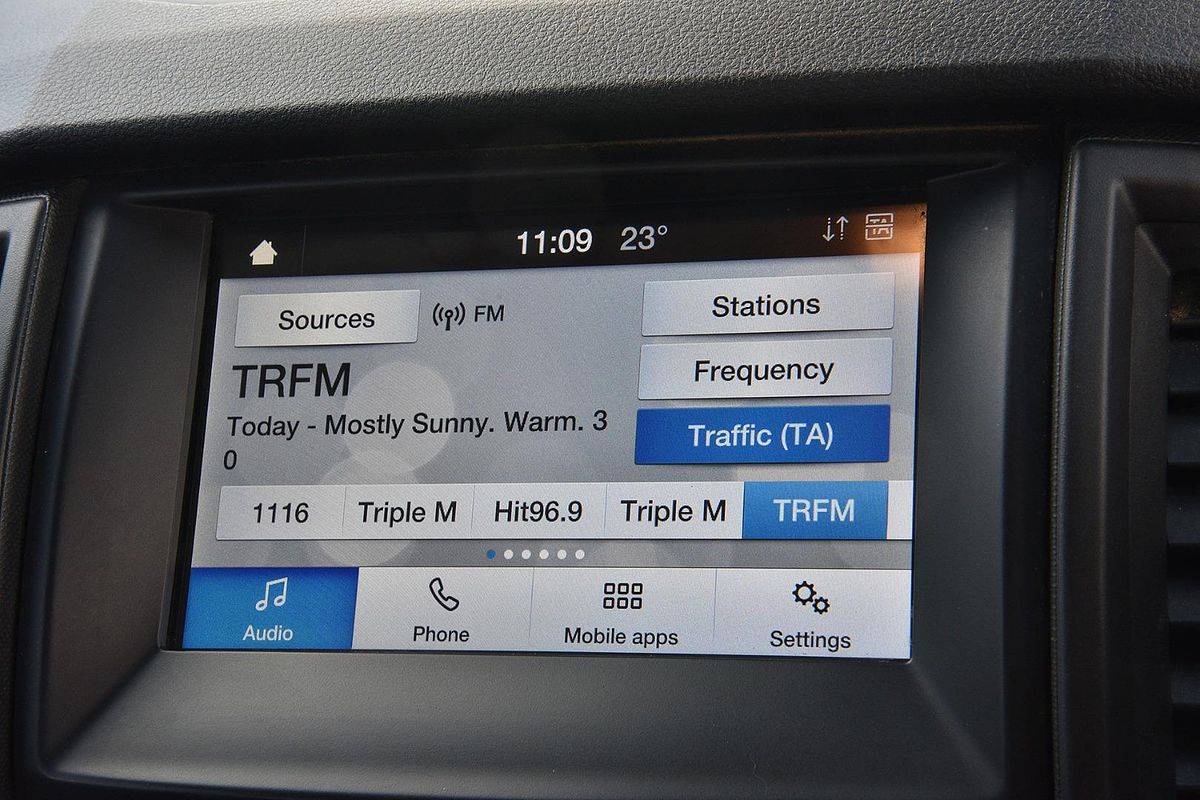 11:09 23°
TA
Sources FM Stations
TRFM
Frequency
Today - Mostly Sunny. Warm. 3
0
Traffic (TA)
1116 Triple M Hit96.9 Triple M TRFM
Audio Phone Mobile apps Settings